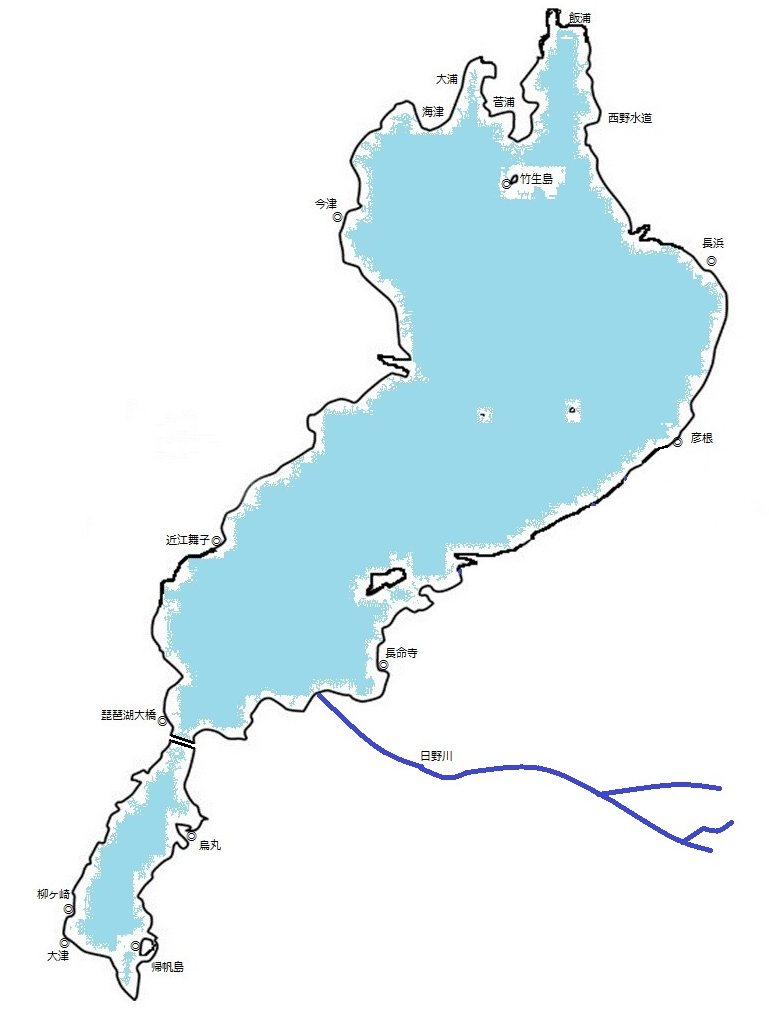 飯浦
大浦
菅浦
海津
西野水道
竹生島
今津
長浜
彦根
近江舞子
長命寺
琵琶湖大橋
日野川
烏丸
柳ヶ崎
大津
帰帆島